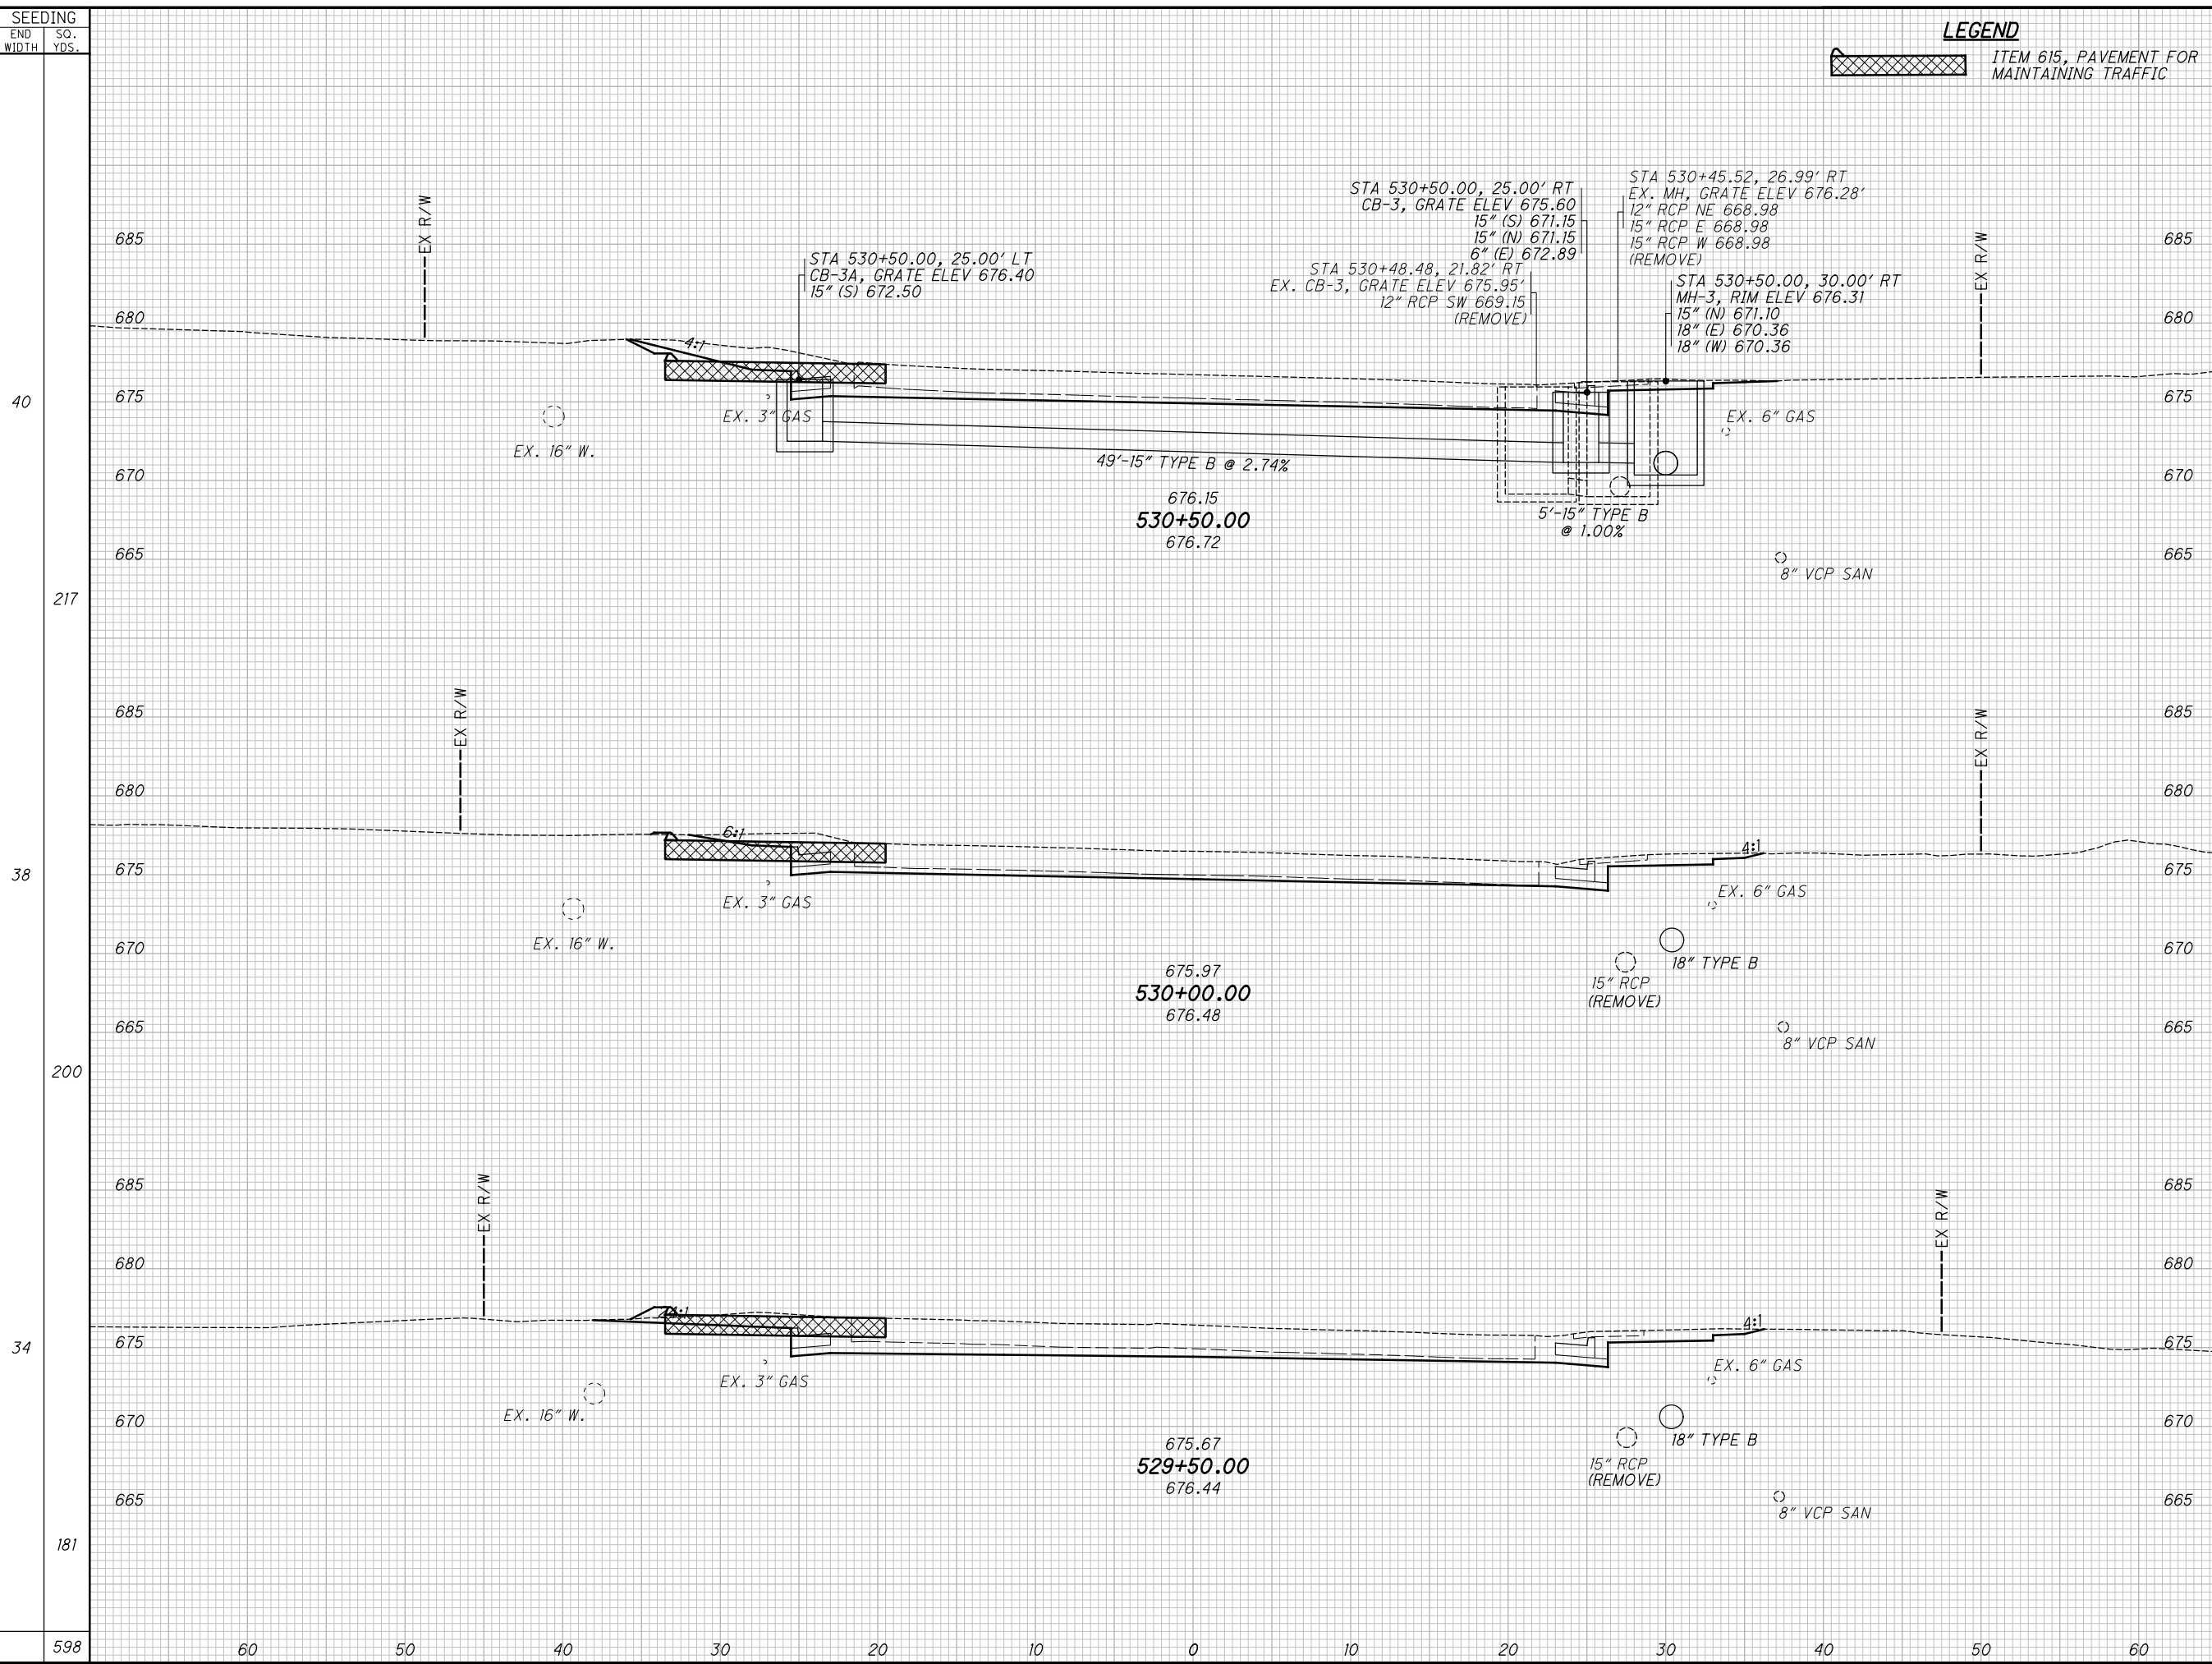 SEEDING
END WIDTH
SQ. YDS.
LEGEND
ITEM 615, PAVEMENT FOR
MAINTAINING TRAFFIC
EX R/W
STA 530+50.00, 25.00' LT
CB-3A, GRATE ELEV 676.40
15" (S) 672.50
STA 530+50.00, 25.00' RT
CB-3, GRATE ELEV 675.60
15" (S) 671.15
15" (N) 671.15
6" (E) 672.89
STA 530+48.48, 21.82' RT
EX. CB-3, GRATE ELEV 675.95'
12" RCP SW 669.15
(REMOVE)
STA 530+45.52, 26.99' RT
EX. MH, GRATE ELEV 676.28'
12" RCP NE 668.98
15" RCP E 668.98
15" RCP W 668.98
(REMOVE)
STA 530+50.00, 30.00' RT
MH-3, RIM ELEV 676.31
15" (N) 671.10
18" (E) 670.36
18" (W) 670.36
EX R/W
685 685
680 680
4:1
40
675 675
EX. 3" GAS
EX. 6" GAS
EX. 16" W.
49'-15" TYPE B @ 2.74%
670 670
676.15
530+50.00
676.72
5'-15" TYPE B
@ 1.00%
665 665
8" VCP SAN
217
EX R/W
EX R/W
685 685
680 680
6:1
4:1
38
675 675
EX. 3" GAS
EX. 6" GAS
EX. 16" W.
670 670
18" TYPE B
675.97
530+00.00
676.48
15" RCP
(REMOVE)
665 665
8" VCP SAN
200
EX R/W
EX R/W
685 685
680 680
4:1
34
675 675
EX. 3" GAS
EX. 6" GAS
EX. 16" W.
670 670
18" TYPE B
675.67
529+50.00
676.44
15" RCP
(REMOVE)
665 665
8" VCP SAN
181
598
60 50 40 30 20 10 0 10 20 30 40 50 60